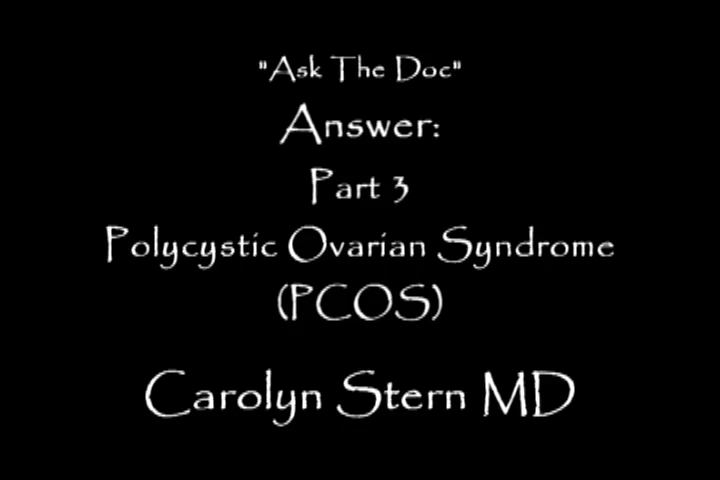 "Ask The Doc"
Answer:
Part 3
Polycystic Ovarian Syndrome
(PCOS)
Carolyn Stern MD